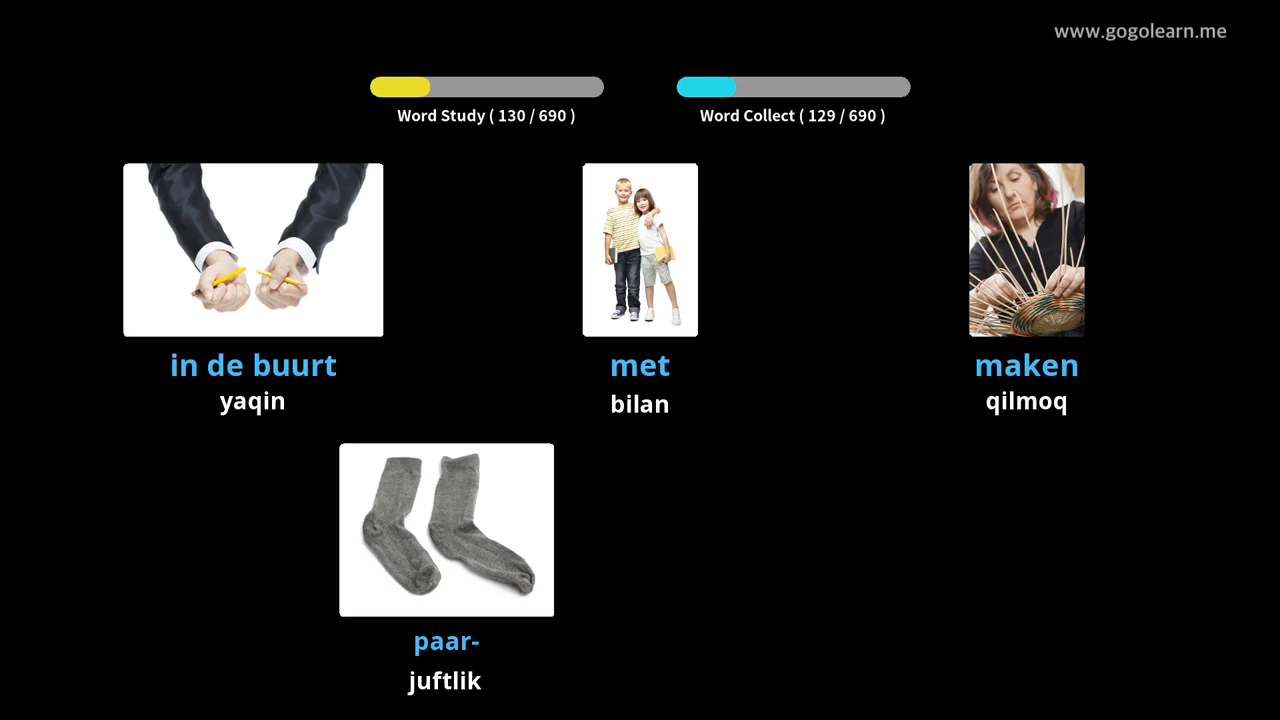 www.gogolearn.me
Word Study ( 130 / 690 )
Word Collect ( 129 / 690 )
in de buurt
yaqin
met
bilan
maken
qilmoq
paar-
juftlik